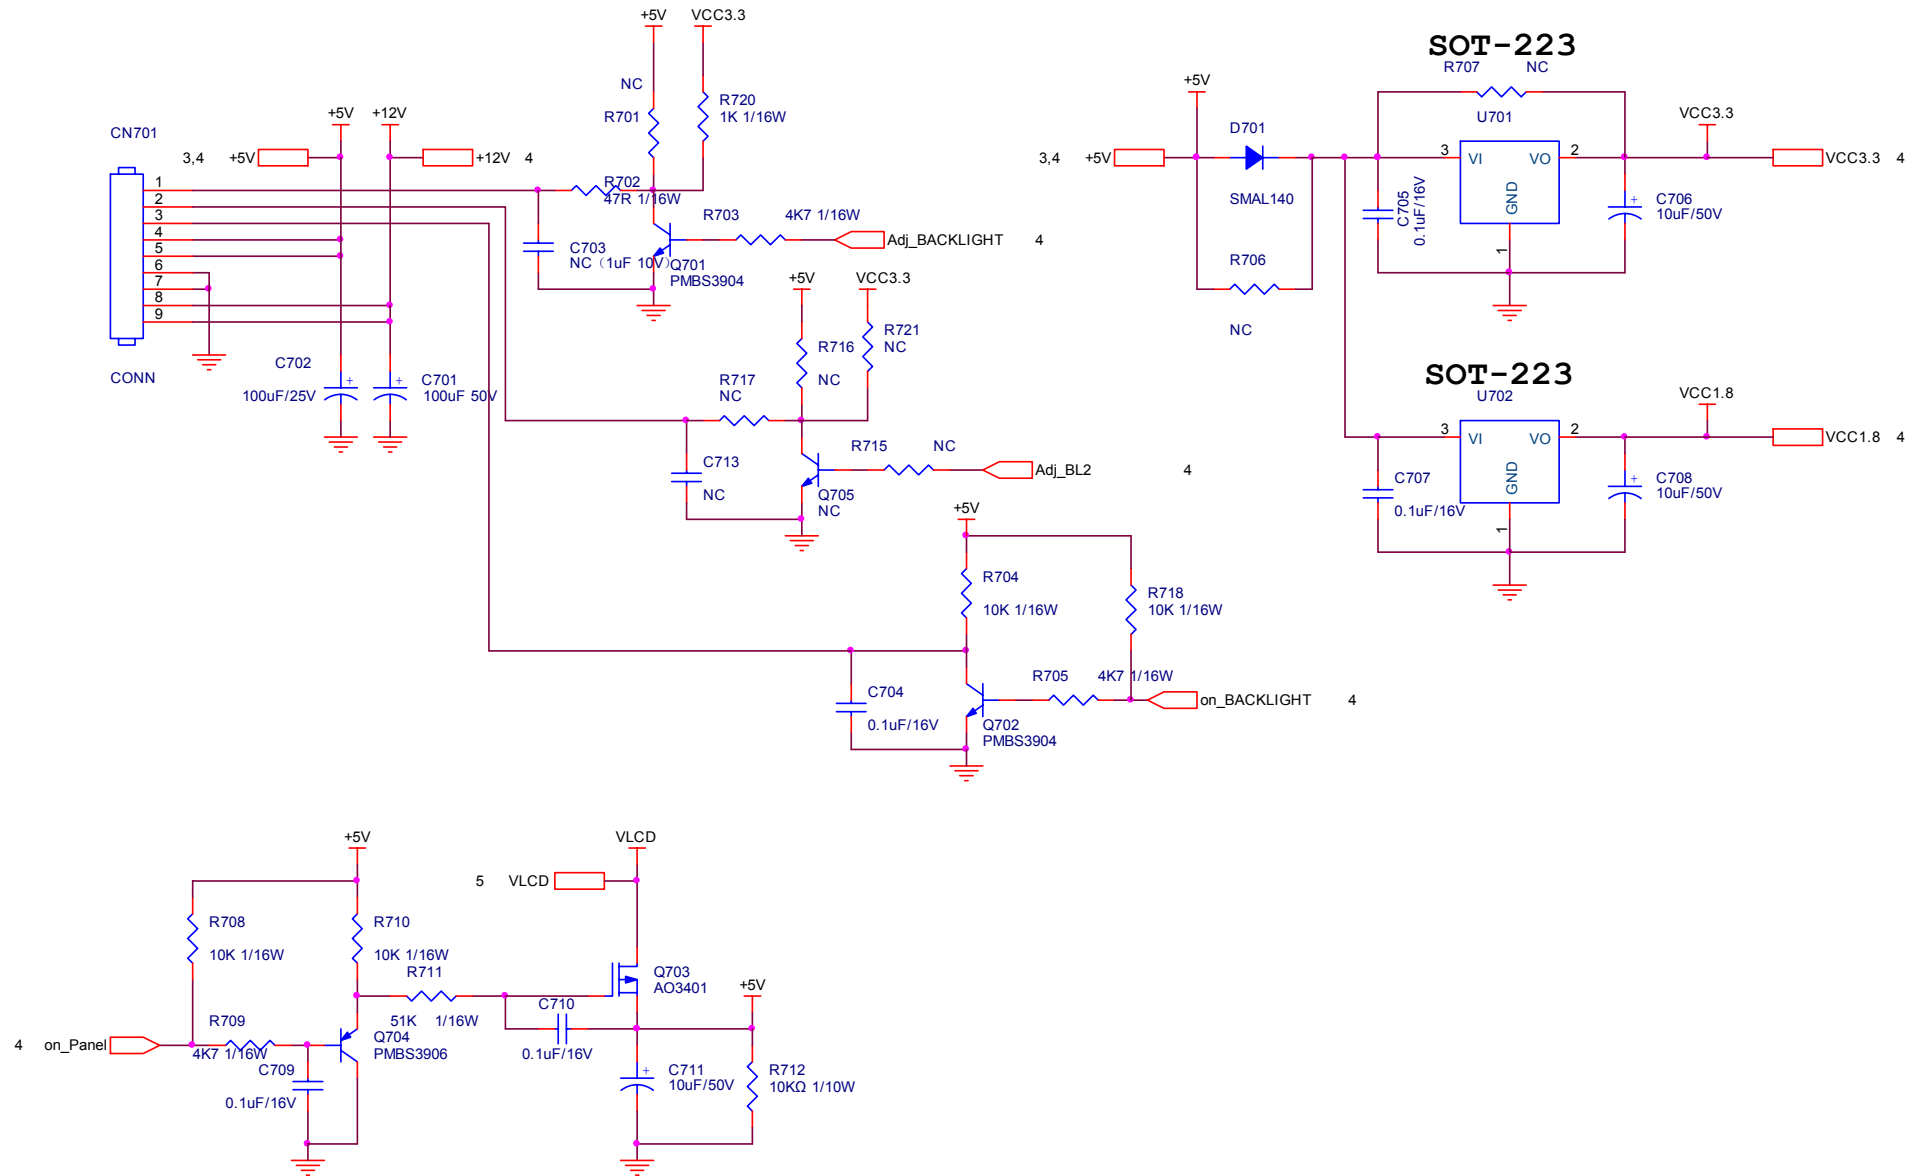 +5V VCC3.3
NC
R701
R720
1K 1/16W
+5V +12V
CN701
3,4 +5V
+12V 4
1
2
3
4
5
6
7
8
9
CONN
R702
47R 1/16W
R703 4K7 1/16W
Adj_BACKLIGHT 4
C703
NC（1uF 10V）
Q701
PMBS3904
C702
100uF/25V
C701
100uF 50V
+5V VCC3.3
R716
NC
R721
NC
R717
NC
R715 NC
Adj_BL2 4
C713
NC
Q705
NC
+5V
R704
10K 1/16W
R718
10K 1/16W
R705 4K7 1/16W
on_BACKLIGHT 4
C704
0.1uF/16V
Q702
PMBS3904
SOT-223
R707 NC
U701
+5V
D701
SMAL140
3,4 +5V
R706
NC
3 VI VO 2
GND
1
C705
0.1uF/16V
VCC3.3
VCC3.3 4
C706
10uF/50V
SOT-223
U702
3 VI VO 2
GND
1
VCC1.8
VCC1.8 4
C707
0.1uF/16V
C708
10uF/50V
+5V
R708
10K 1/16W
R710
10K 1/16W
R711
51K 1/16W
4 on_Panel
R709
4K7 1/16W
Q704
PMBS3906
C709
0.1uF/16V
VLCD
5 VLCD
Q703
AO3401
C710
0.1uF/16V
+5V
C711
10uF/50V
R712
10KΩ 1/10W